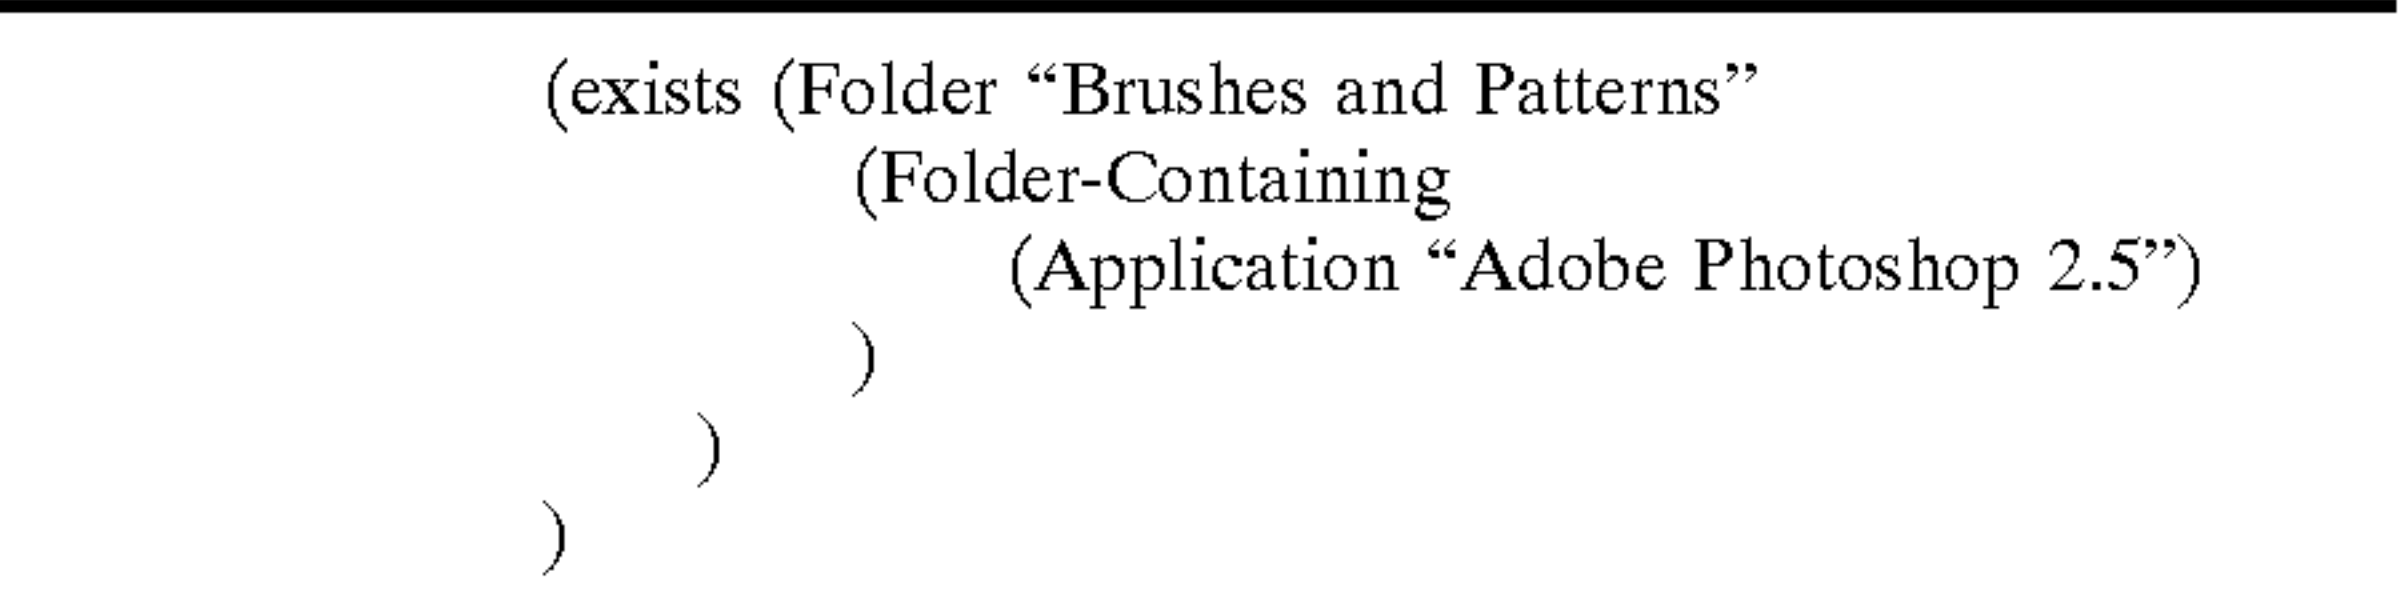 (exists (Folder “Brushes and Patterns”
(Folder-Containing
(Application “Adobe Photoshop 2.5”)
)
)
)